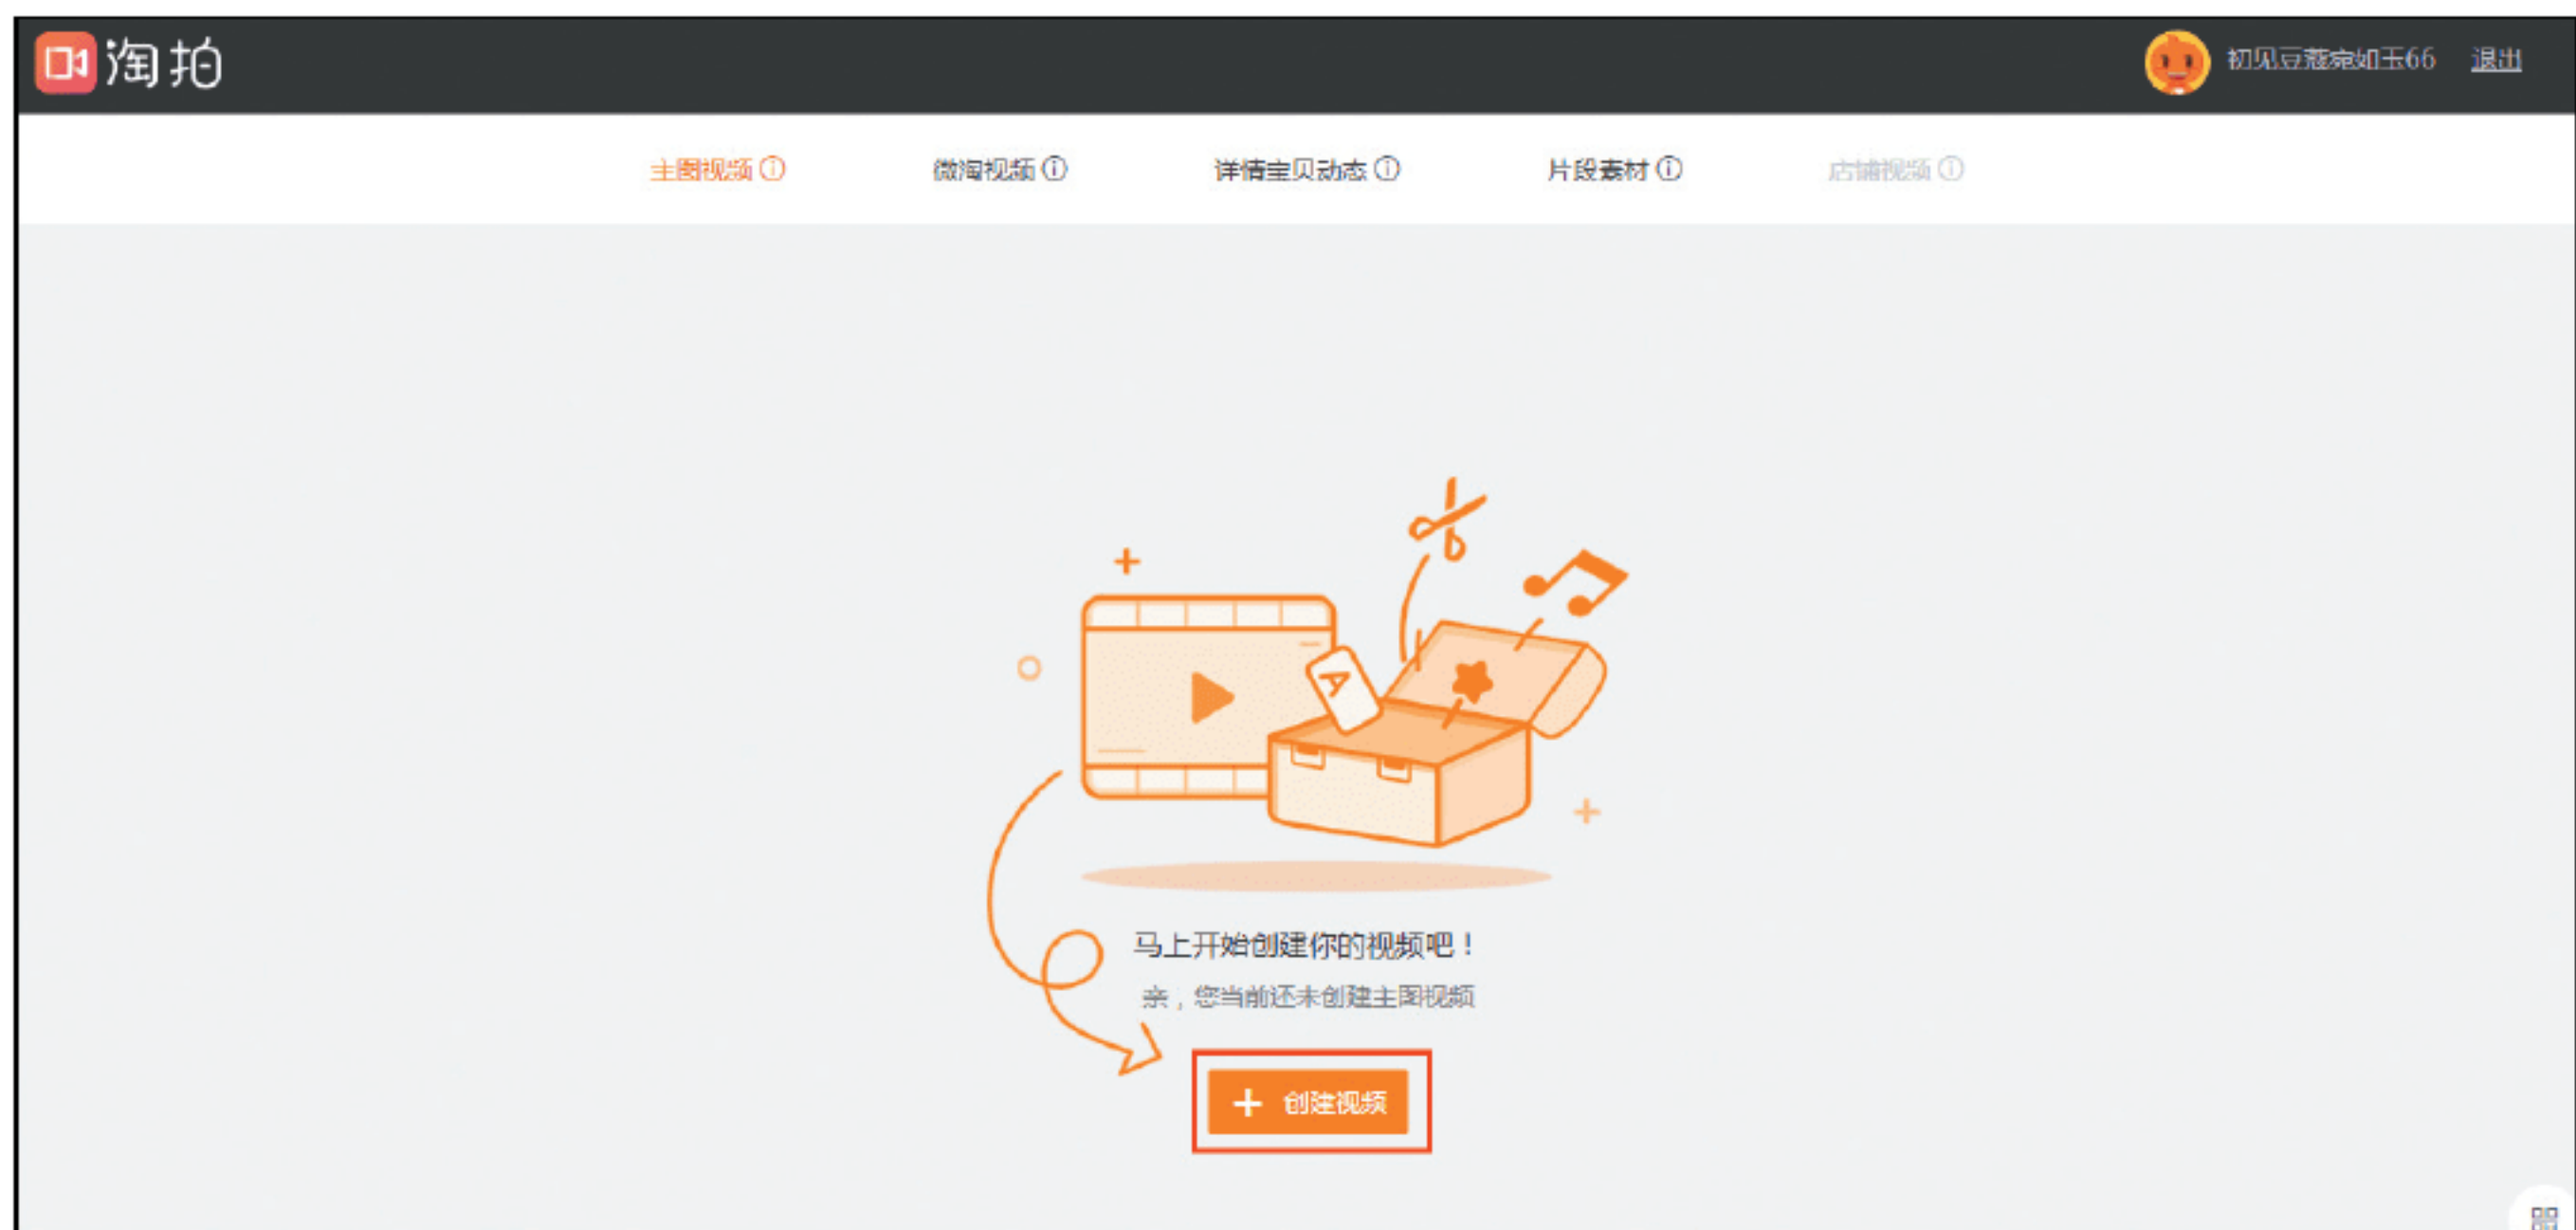 淘拍
初见豆蔻宛如玉66 退出
主图视频 微淘视频 详情宝贝动态 片段素材 店铺视频
A
马上开始创建你的视频吧！
亲，您当前还未创建主图视频
+ 创建视频